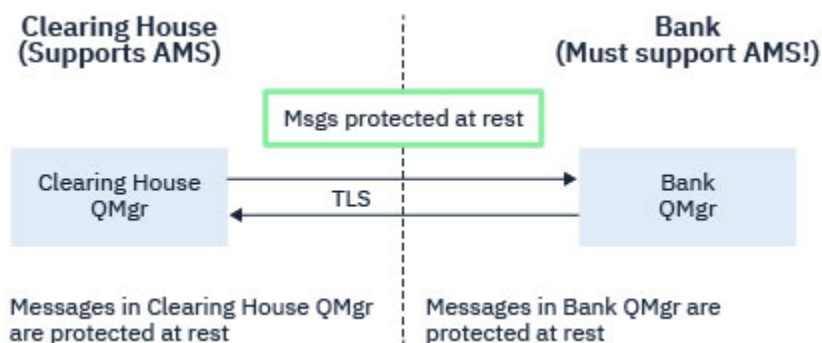 Clearing House
(Supports AMS)
Bank
(Must support AMS!)
Msgs protected at rest
Clearing House
QMgr
TLS
Bank
QMgr
Messages in Clearing House QMgr
are protected at rest
Messages in Bank QMgr are
protected at rest